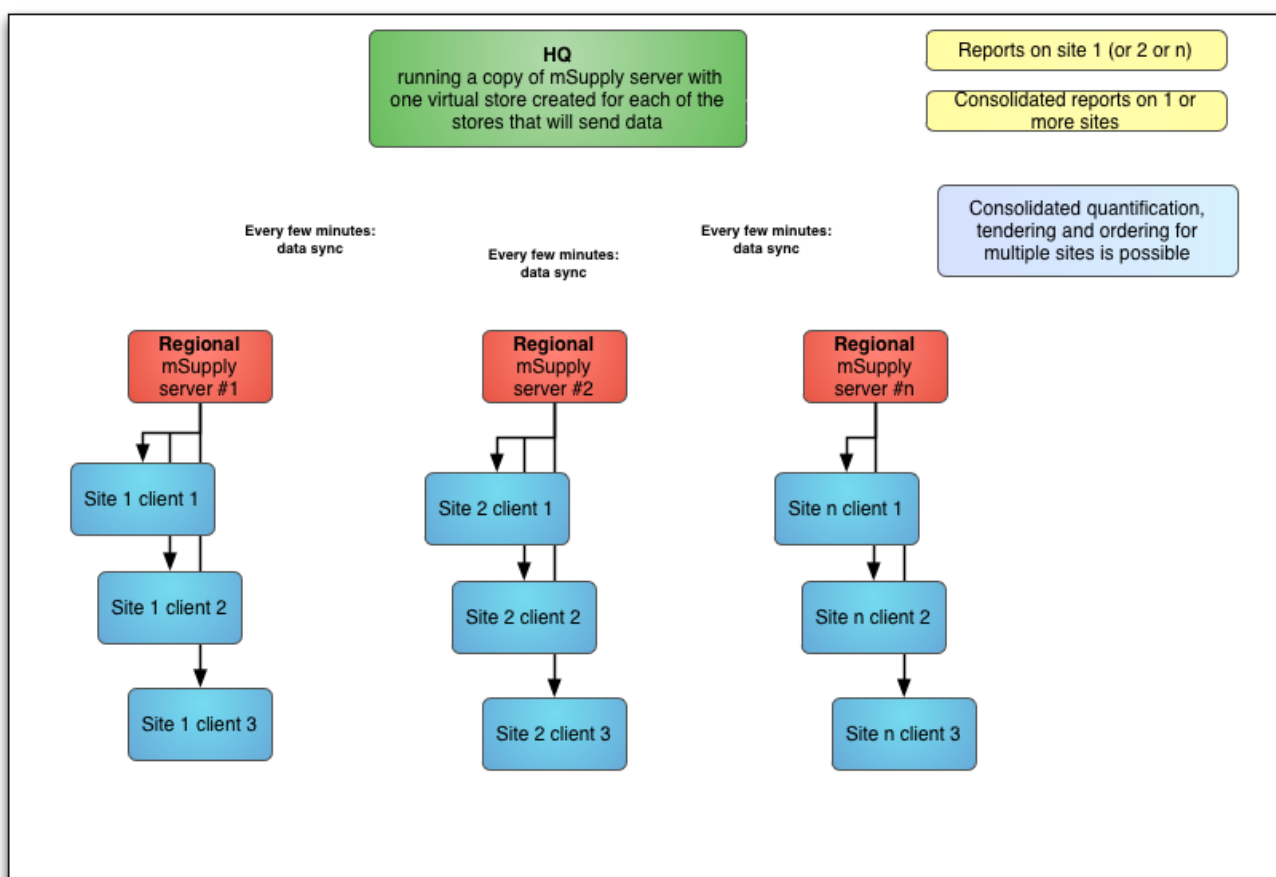 HQ
running a copy of mSupply server with
one virtual store created for each of the
stores that will send data
Reports on site 1 (or 2 or n)
Consolidated reports on 1 or
more sites
Consolidated quantification,
tendering and ordering for
multiple sites is possible
Every few minutes:
data sync
Every few minutes:
data sync
Every few minutes:
data sync
Regional
mSupply
server #1
Regional
mSupply
server #2
Regional
mSupply
server #n
Site 1 client 1
Site 2 client 1
Site n client 1
Site 1 client 2
Site 2 client 2
Site n client 2
Site 1 client 3
Site 2 client 3
Site n client 3